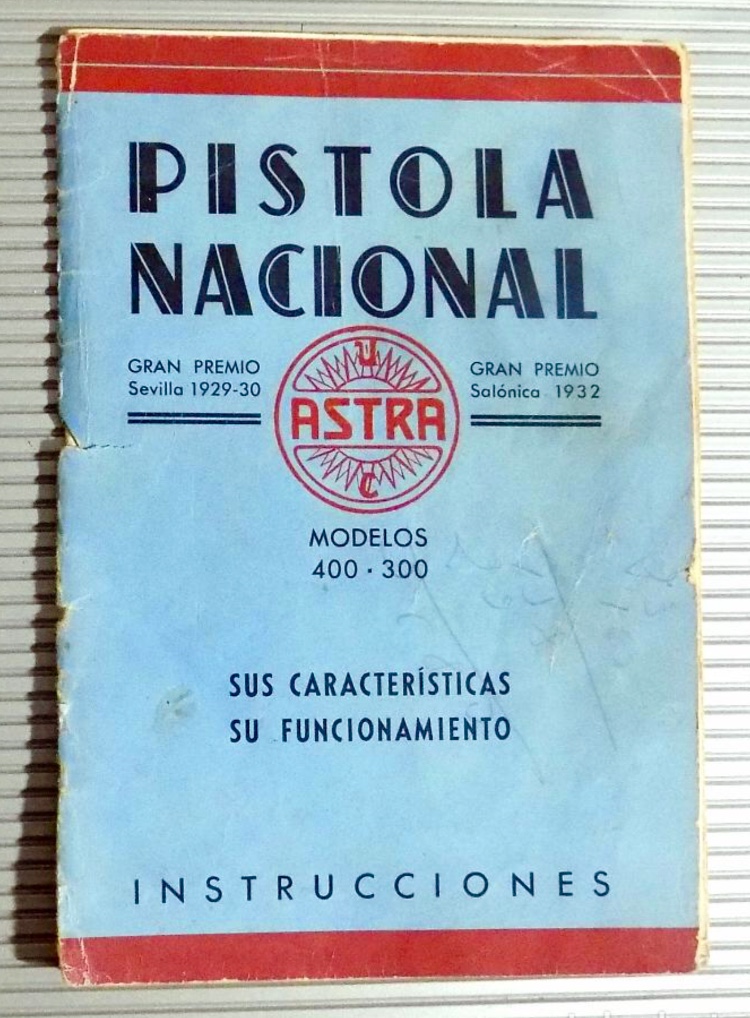 PISTOLA
NACIONAL
GRAN PREMIO
Sevilla 1929-30
U
ASTRA
C
GRAN PREMIO
Salónica 1932
MODELOS
400 · 300
SUS CARACTERÍSTICAS
SU FUNCIONAMIENTO
INSTRUCCIONES